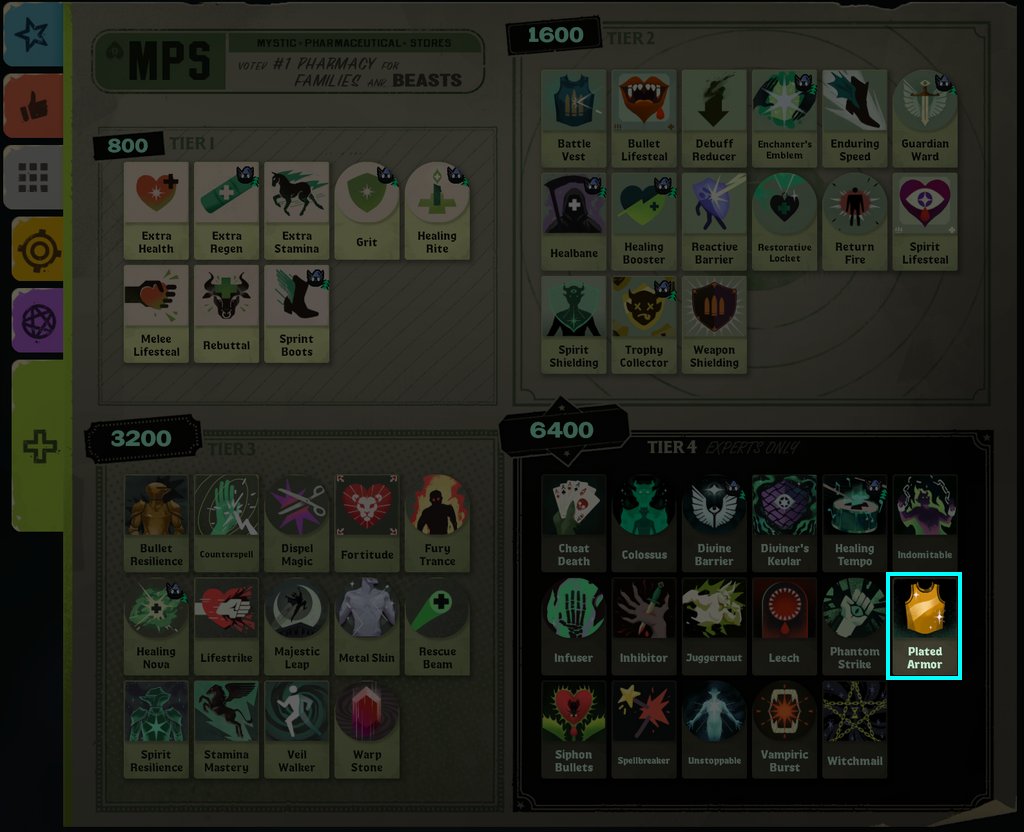 MPS
MYSTIC • PHARMACEUTICAL • STORES
VOTED #1 PHARMACY FOR
FAMILIES AND BEASTS
800 TIER 1
Extra Health
Extra Regen
Extra Stamina
Grit
Healing Rite
Melee Lifesteal
Rebuttal
Sprint Boots
1600 TIER 2
Battle Vest
Bullet Lifesteal
Debuff Reducer
Enchanter's Emblem
Enduring Speed
Guardian Ward
Healbane
Healing Booster
Reactive Barrier
Restorative Locket
Return Fire
Spirit Lifesteal
Spirit Shielding
Trophy Collector
Weapon Shielding
3200 TIER 3
Bullet Resilience
Counterspell
Dispel Magic
Fortitude
Fury Trance
Healing Nova
Lifestrike
Majestic Leap
Metal Skin
Rescue Beam
Spirit Resilience
Stamina Mastery
Veil Walker
Warp Stone
6400 TIER 4 EXPERTS ONLY
Cheat Death
Colossus
Divine Barrier
Diviner's Kevlar
Healing Tempo
Indomitable
Infuser
Inhibitor
Juggernaut
Leech
Phantom Strike
Plated Armor
Siphon Bullets
Spellbreaker
Unstoppable
Vampiric Burst
Witchmail